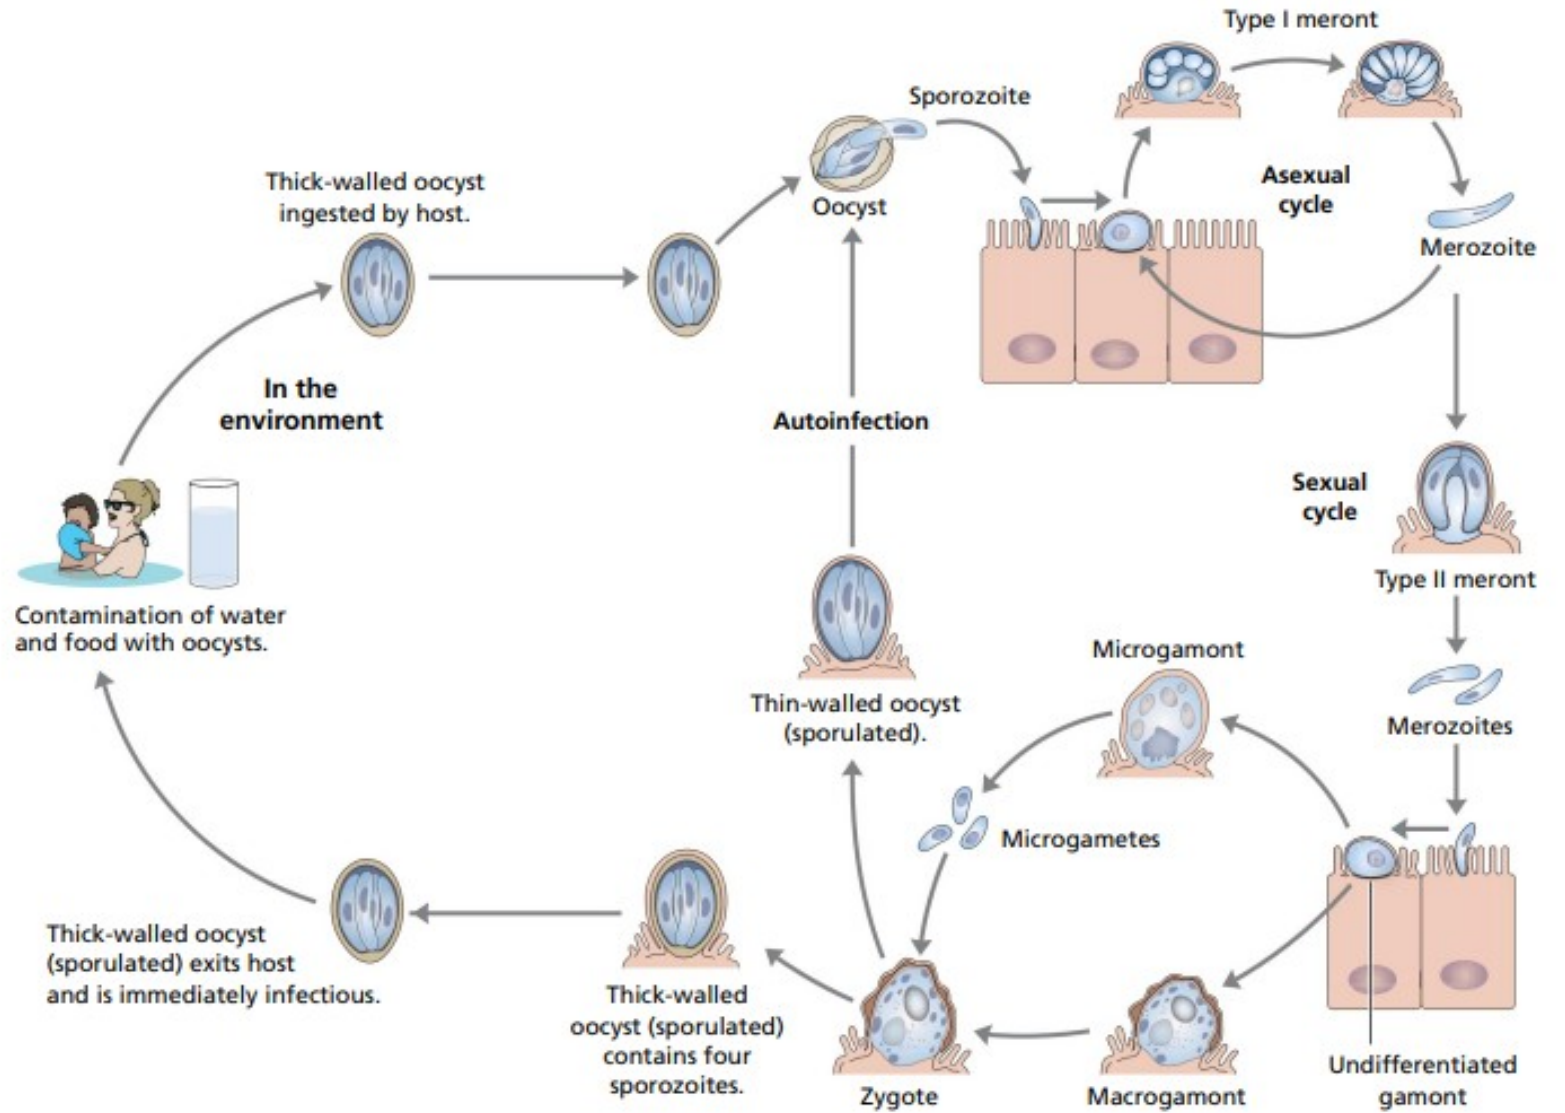 Type I meront
Sporozoite
Thick-walled oocyst
ingested by host.
Oocyst
Asexual
cycle
Merozoite
In the
environment
Autoinfection
Sexual
cycle
Type II meront
Contamination of water
and food with oocysts.
Microgamont
Thin-walled oocyst
(sporulated).
Merozoites
Microgametes
Thick-walled oocyst
(sporulated) exits host
and is immediately infectious.
Thick-walled
oocyst (sporulated)
contains four
sporozoites.
Zygote
Macrogamont
Undifferentiated
gamont